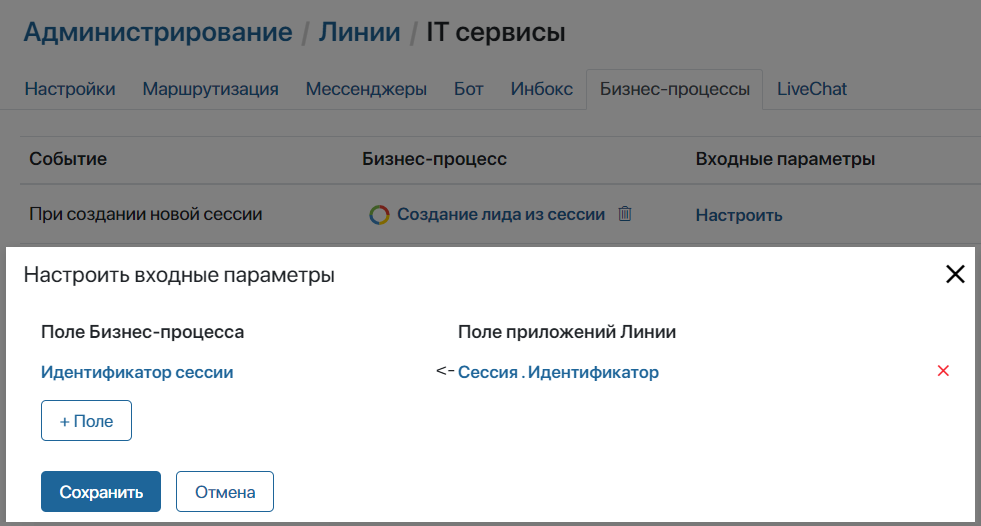 Администрирование / Линии / IT сервисы
Настройки Маршрутизация Мессенджеры Бот Инбокс Бизнес-процессы LiveChat
Событие Бизнес-процесс Входные параметры
При создании новой сессии Создание лида из сессии Настроить
Настроить входные параметры
Поле Бизнес-процесса Поле приложений Линии
Идентификатор сессии <- Сессия . Идентификатор
+ Поле
Сохранить Отмена